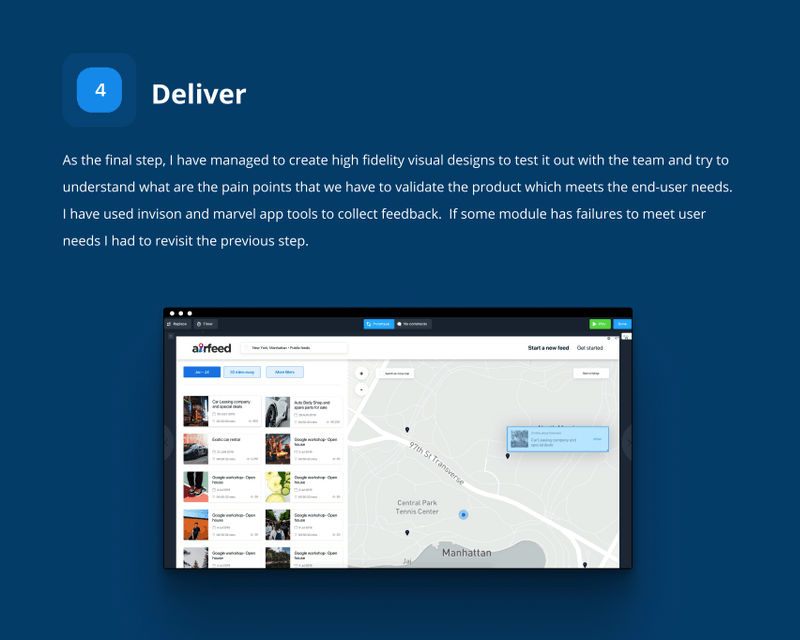 4
Deliver
As the final step, I have managed to create high fidelity visual designs to test it out with the team and try to
understand what are the pain points that we have to validate the product which meets the end-user needs.
I have used invison and marvel app tools to collect feedback.  If some module has failures to meet user
needs I had to revisit the previous step.
airfeed
New York, Manhattan • Public feeds
Start a new feed
Get started
Car Leasing company
and special deals
Auto Body Shop and
spare parts for sale
Exotic car rental
Google workshop- Open
house
Google workshop- Open
house
Google workshop- Open
house
Google workshop- Open
house
Google workshop- Open
house
Google workshop- Open
house
Google workshop- Open
house
Car Leasing company and
special deals
97th St Transverse
Central Park
Tennis Center
Manhattan